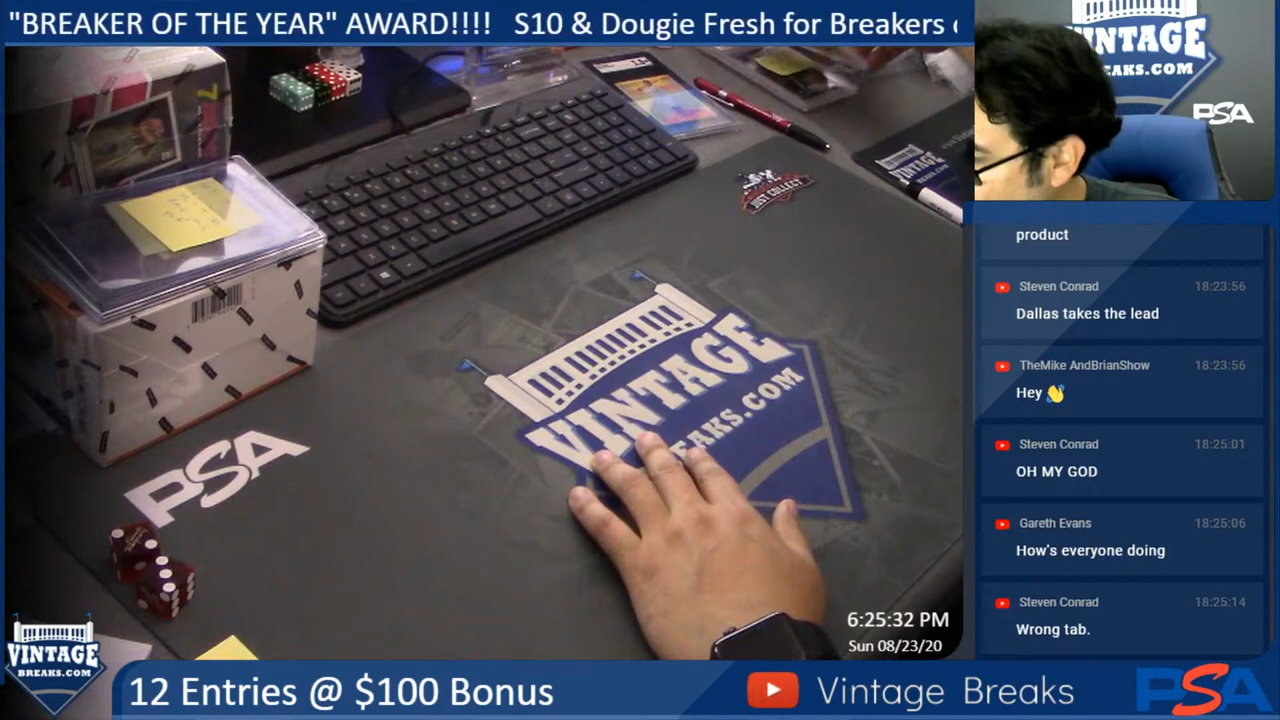 "BREAKER OF THE YEAR" AWARD!!!! S10 & Dougie Fresh for Breakers
VINTAGE
BREAKS.COM
PSA
product
Steven Conrad 18:23:56
Dallas takes the lead
TheMike AndBrianShow 18:23:56
Hey 👋
Steven Conrad 18:25:01
OH MY GOD
Gareth Evans 18:25:06
How's everyone doing
Steven Conrad 18:25:14
Wrong tab.
JUST COLLECT
VINTAGE
VINTAGE
BREAKS.COM
PSA
6:25:32 PM
Sun 08/23/20
VINTAGE
BREAKS.COM
12 Entries @ $100 Bonus
Vintage Breaks
PSA